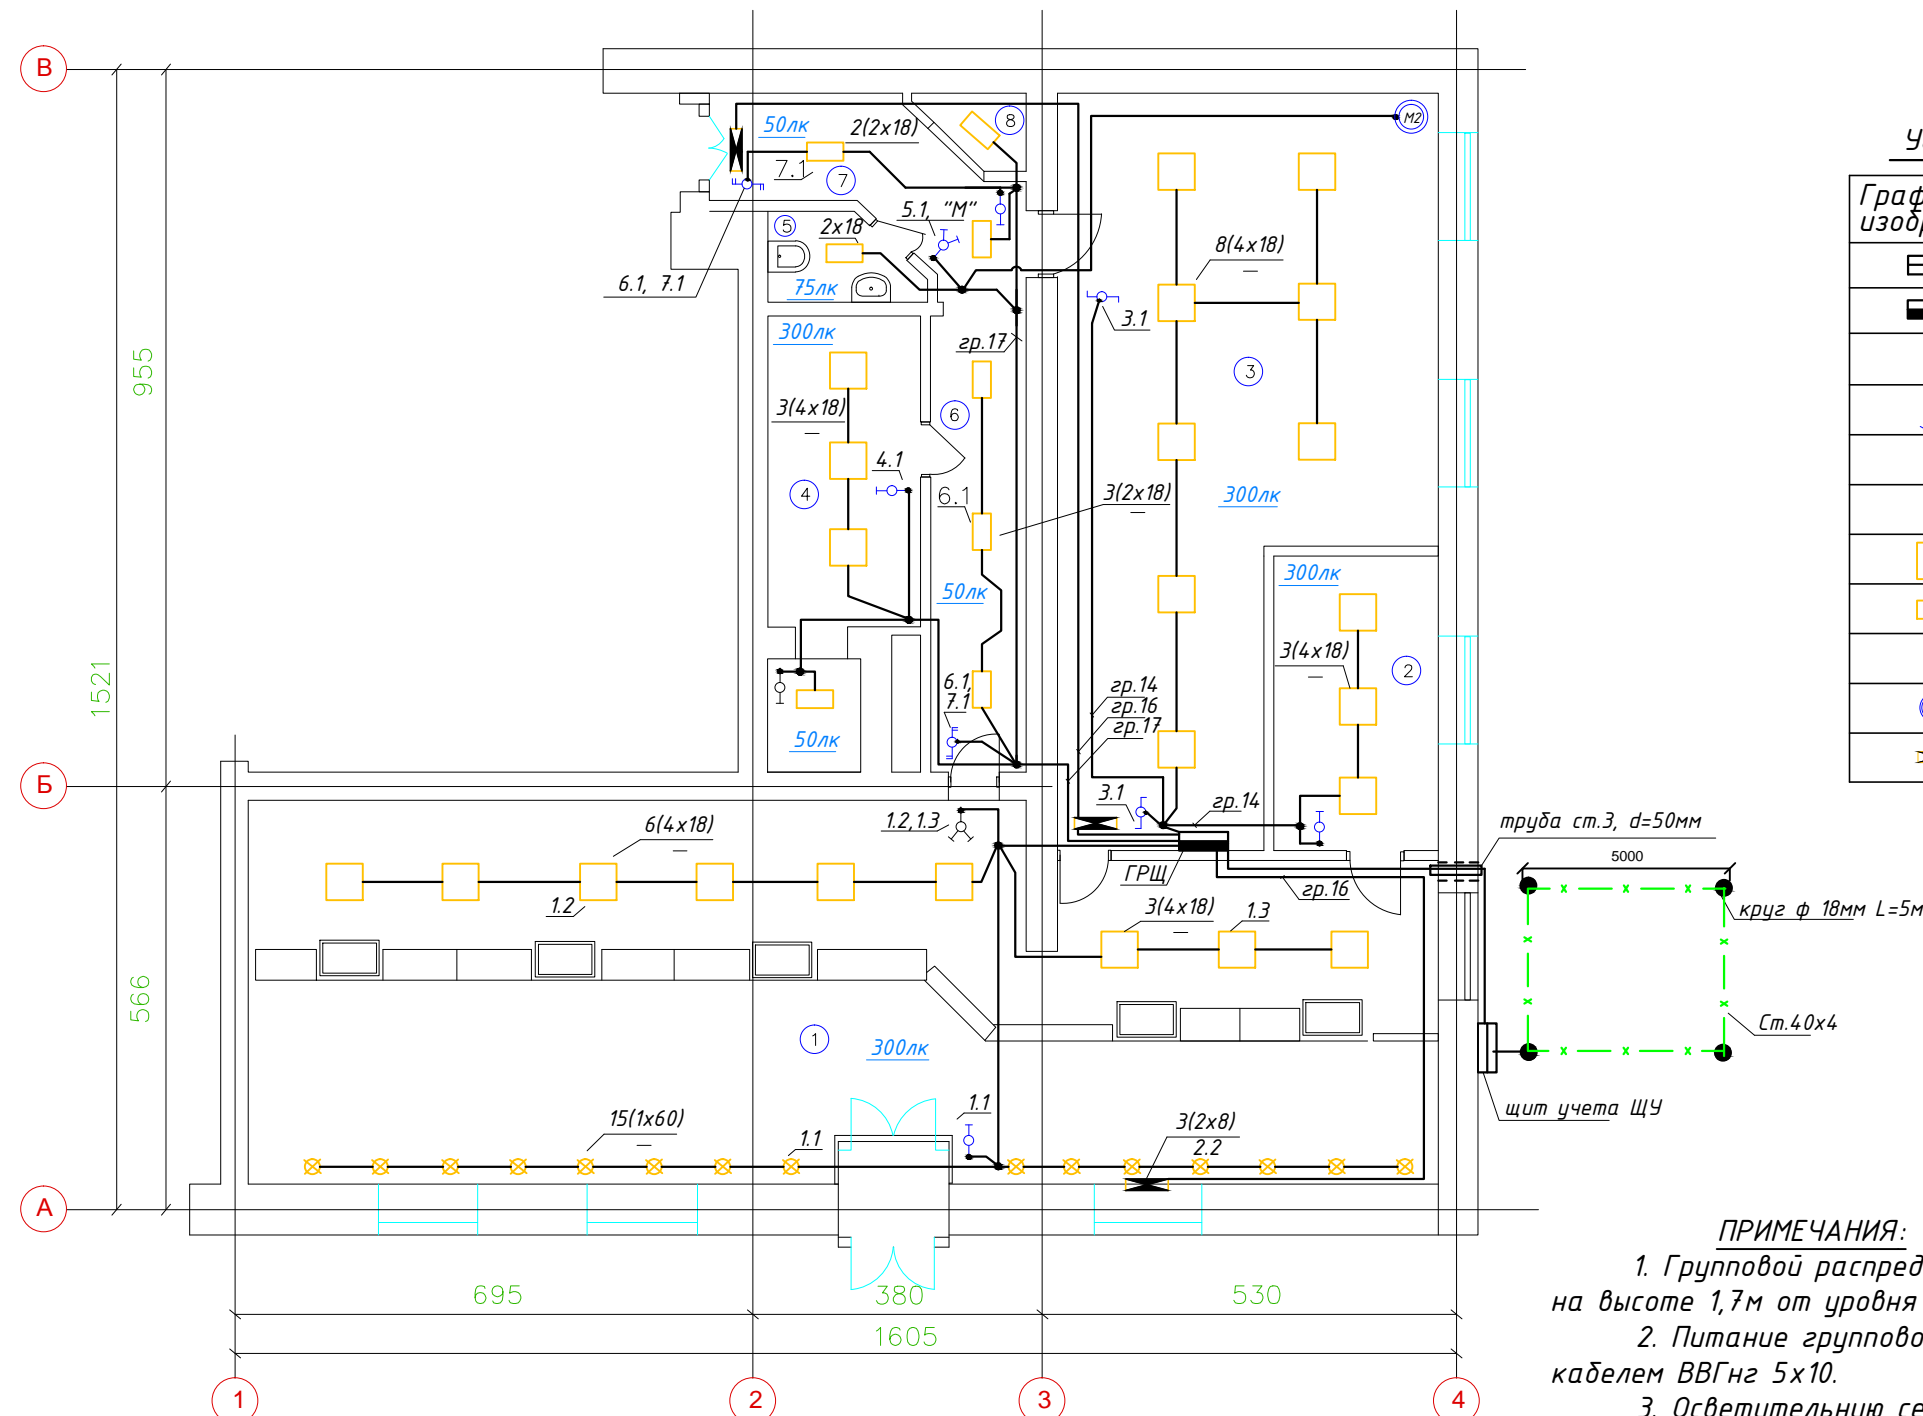 В
50лк
2(2х18)
8
М2
7.1
7
5
5.1, "М"
2х18
8(4х18)
6.1, 7.1
75лк
3.1
300лк
гр.17
955
3
3(4х18)
6
4.1
4
6.1
3(2х18)
300лк
50лк
300лк
1521
3(4х18)
2
6.1,
7.1
гр.14
гр.16
гр.17
50лк
Б
3.1
гр.14
6(4х18)
1.2,1.3
труба ст.3, d=50мм
5000
ГРЩ
гр.16
1.2
3(4х18)
1.3
круг ф 18мм L=5м
566
1
300лк
Ст.40х4
15(1х60)
1.1
1.1
3(2х8)
2.2
щит учета ЩУ
А
695
380
530
1605
1
2
3
4
ПРИМЕЧАНИЯ:
1. Групповой
на высоте 1,7м от уровня
2. Питание
кабелем ВВГнг 5х10.
3.